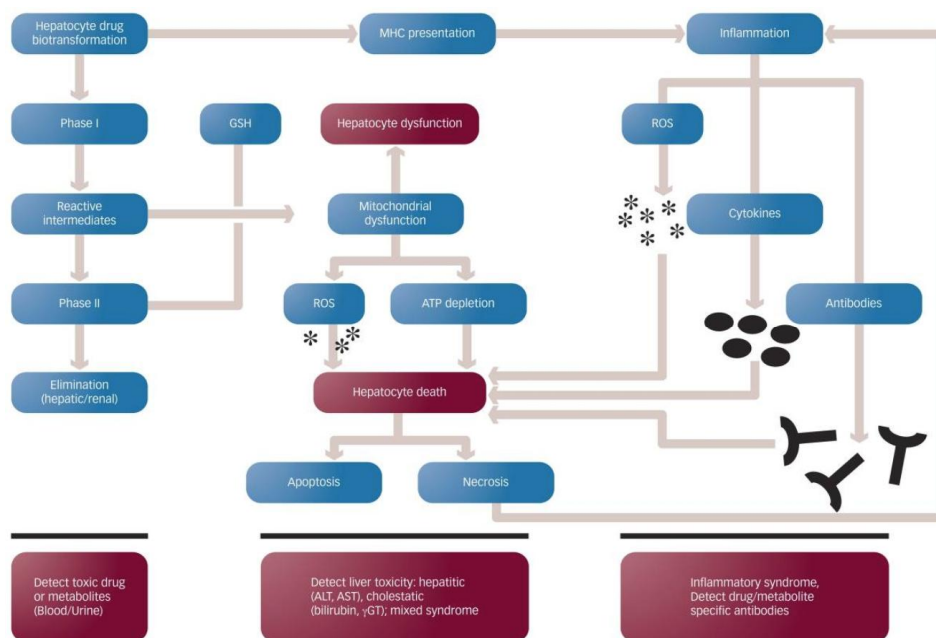 Hepatocyte drug
biotransformation
MHC presentation
Inflammation
Phase I
GSH
Hepatocyte dysfunction
ROS
Reactive
intermediates
Mitochondrial
dysfunction
Cytokines
Phase II
ROS
ATP depletion
Antibodies
Elimination
(hepatic/renal)
Hepatocyte death
Apoptosis
Necrosis
Detect toxic drug
or metabolites
(Blood/Urine)
Detect liver toxicity: hepatitic
(ALT, AST), cholestatic
(bilirubin, γGT); mixed syndrome
Inflammatory syndrome,
Detect drug/metabolite
specific antibodies